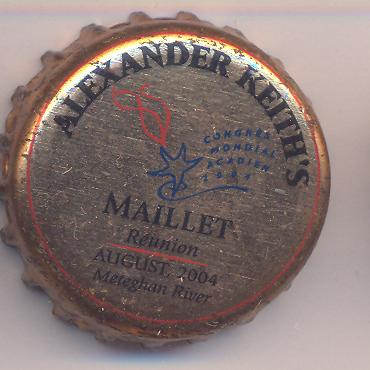 ALEXANDER KEITH'S
CONGRÈS
MONDIAL
ACADIEN
2004
MAILLET
Réunion
AUGUST, 2004
Meteghan River